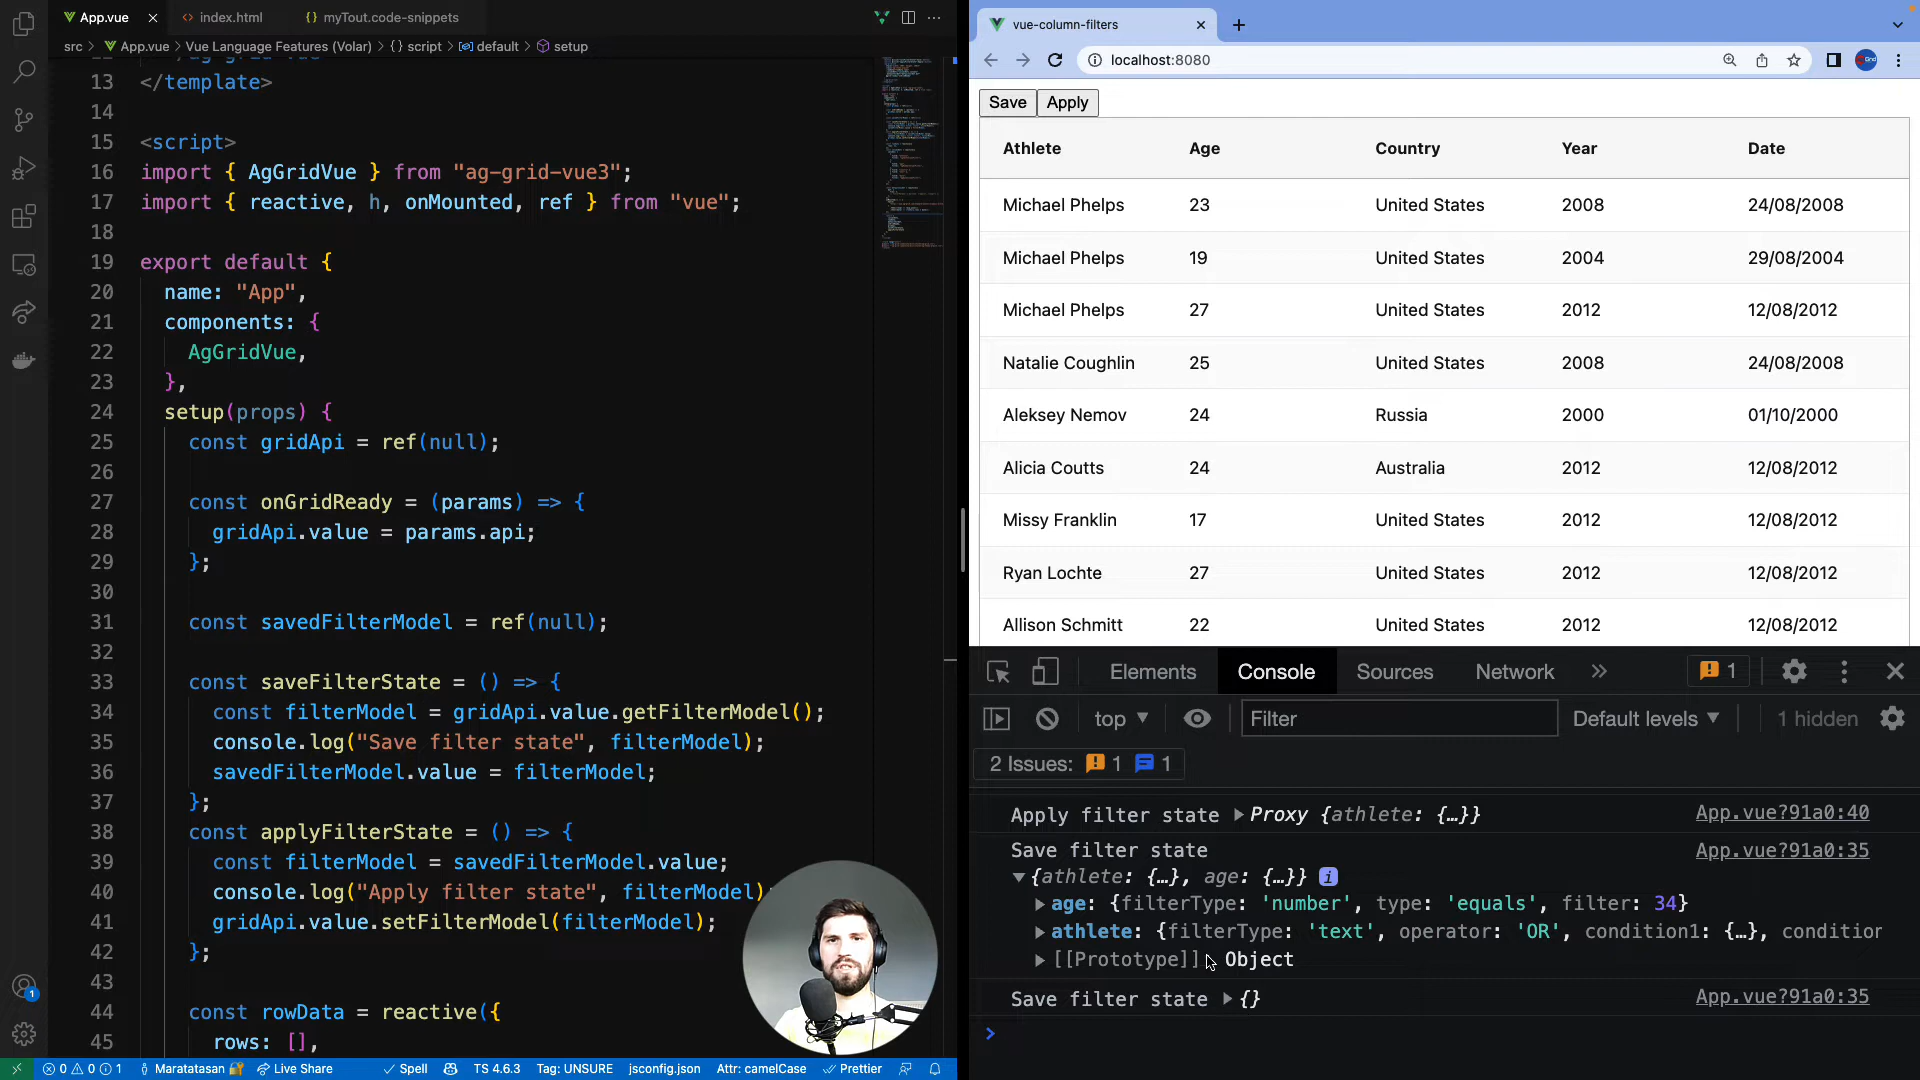 App.vue
index.html
myTout.code-snippets
src > App.vue > Vue Language Features (Volar) > {} script > default > setup
13 </template>
14
15 <script>
16 import { AgGridVue } from "ag-grid-vue3";
17 import { reactive, h, onMounted, ref } from "vue";
18
19 export default {
20 name: "App",
21 components: {
22 AgGridVue,
23 },
24 setup(props) {
25 const gridApi = ref(null);
26
27 const onGridReady = (params) => {
28 gridApi.value = params.api;
29 };
30
31 const savedFilterModel = ref(null);
32
33 const saveFilterState = () => {
34 const filterModel = gridApi.value.getFilterModel();
35 console.log("Save filter state", filterModel);
36 savedFilterModel.value = filterModel;
37 };
38 const applyFilterState = () => {
39 const filterModel = savedFilterModel.value;
40 console.log("Apply filter state", filterModel)
41 gridApi.value.setFilterModel(filterModel);
42 };
43
44 const rowData = reactive({
45 rows: [],
1
0 0 1 Maratatasan Live Share Spell TS 4.6.3 Tag: UNSURE jsconfig.json Attr: camelCase Prettier
vue-column-filters
localhost:8080
Save Apply
Athlete Age Country Year Date
Michael Phelps 23 United States 2008 24/08/2008
Michael Phelps 19 United States 2004 29/08/2004
Michael Phelps 27 United States 2012 12/08/2012
Natalie Coughlin 25 United States 2008 24/08/2008
Aleksey Nemov 24 Russia 2000 01/10/2000
Alicia Coutts 24 Australia 2012 12/08/2012
Missy Franklin 17 United States 2012 12/08/2012
Ryan Lochte 27 United States 2012 12/08/2012
Allison Schmitt 22 United States 2012 12/08/2012
Elements Console Sources Network » 1
top Filter Default levels 1 hidden
2 Issues: 1 1
Apply filter state Proxy {athlete: {…}} App.vue?91a0:40
Save filter state App.vue?91a0:35
{athlete: {…}, age: {…}} i
age: {filterType: 'number', type: 'equals', filter: 34}
athlete: {filterType: 'text', operator: 'OR', condition1: {…}, condition
[[Prototype]]: Object
Save filter state {} App.vue?91a0:35
>